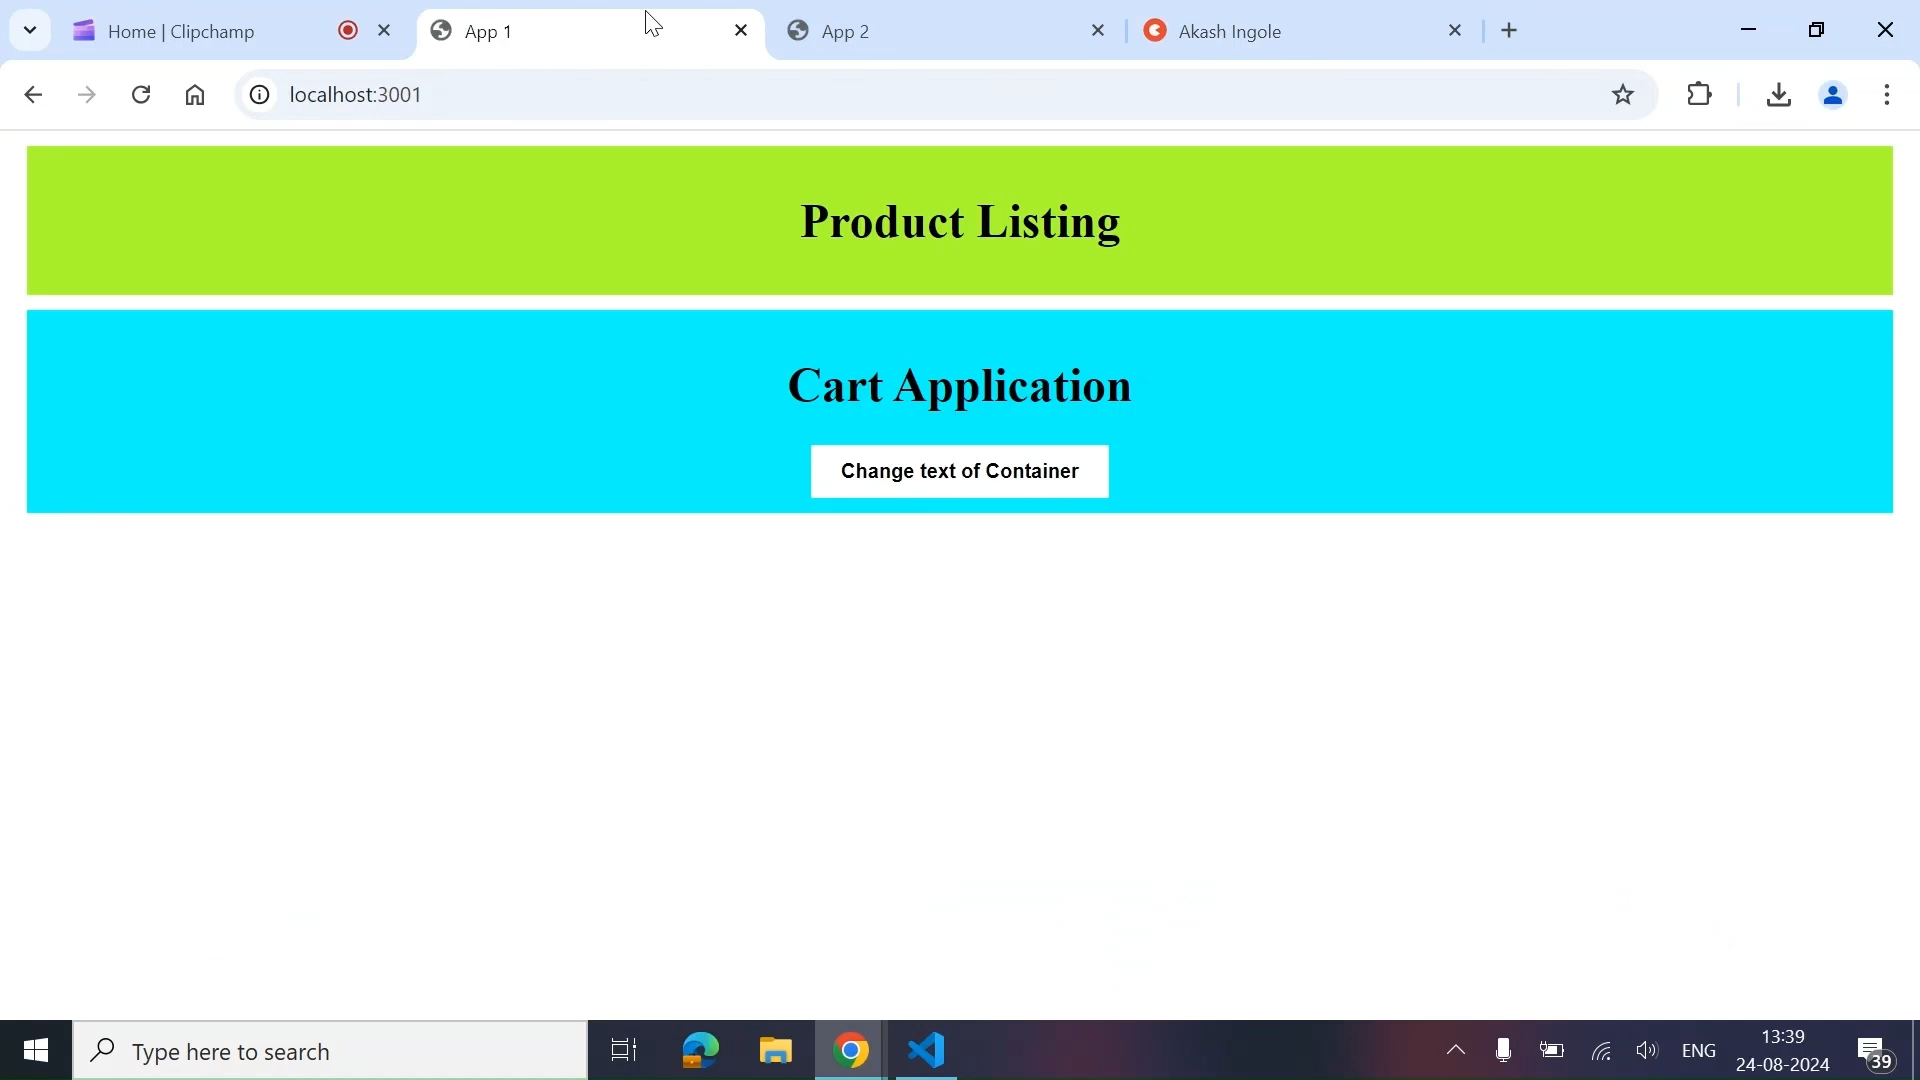 Home | Clipchamp
App 1
App 2
Akash Ingole
localhost:3001
Product Listing
Cart Application
Change text of Container
Type here to search
ENG
13:39
24-08-2024
39